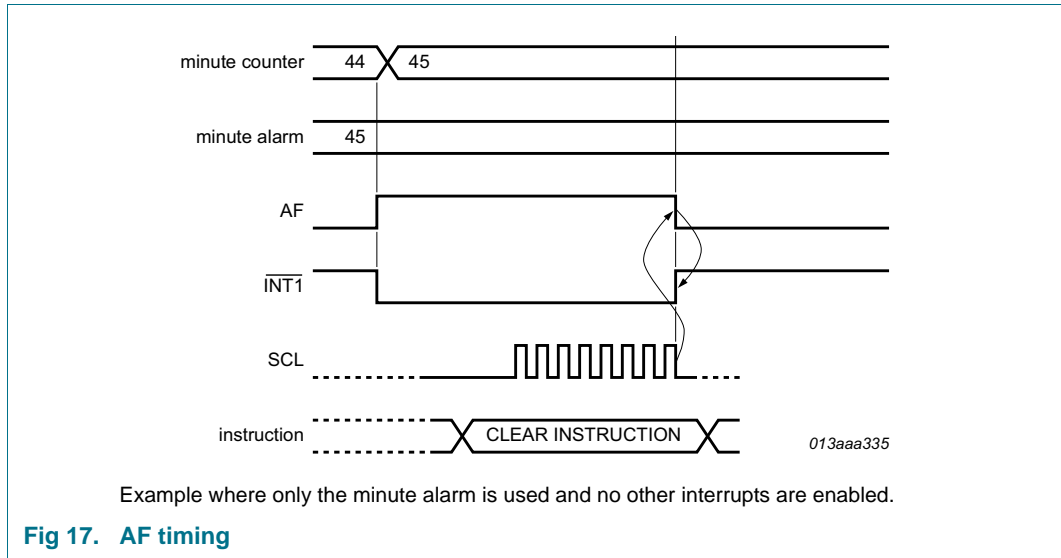 minute counter 44 45
minute alarm 45
AF
INT1
SCL
instruction CLEAR INSTRUCTION
013aaa335
Example where only the minute alarm is used and no other interrupts are enabled.
Fig 17. AF timing